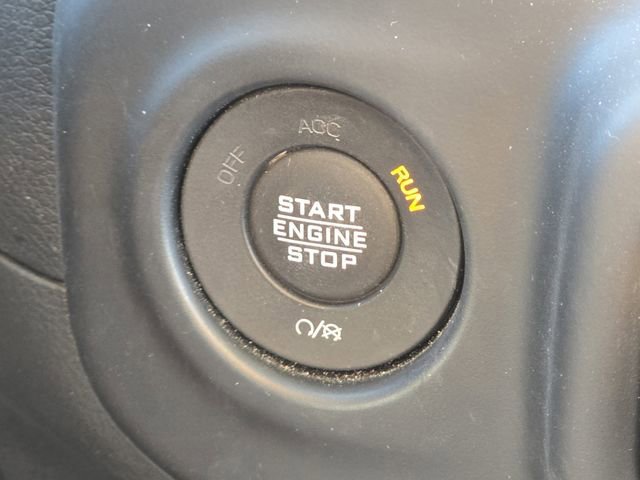 OFF
ACC
RUN
START
ENGINE
STOP